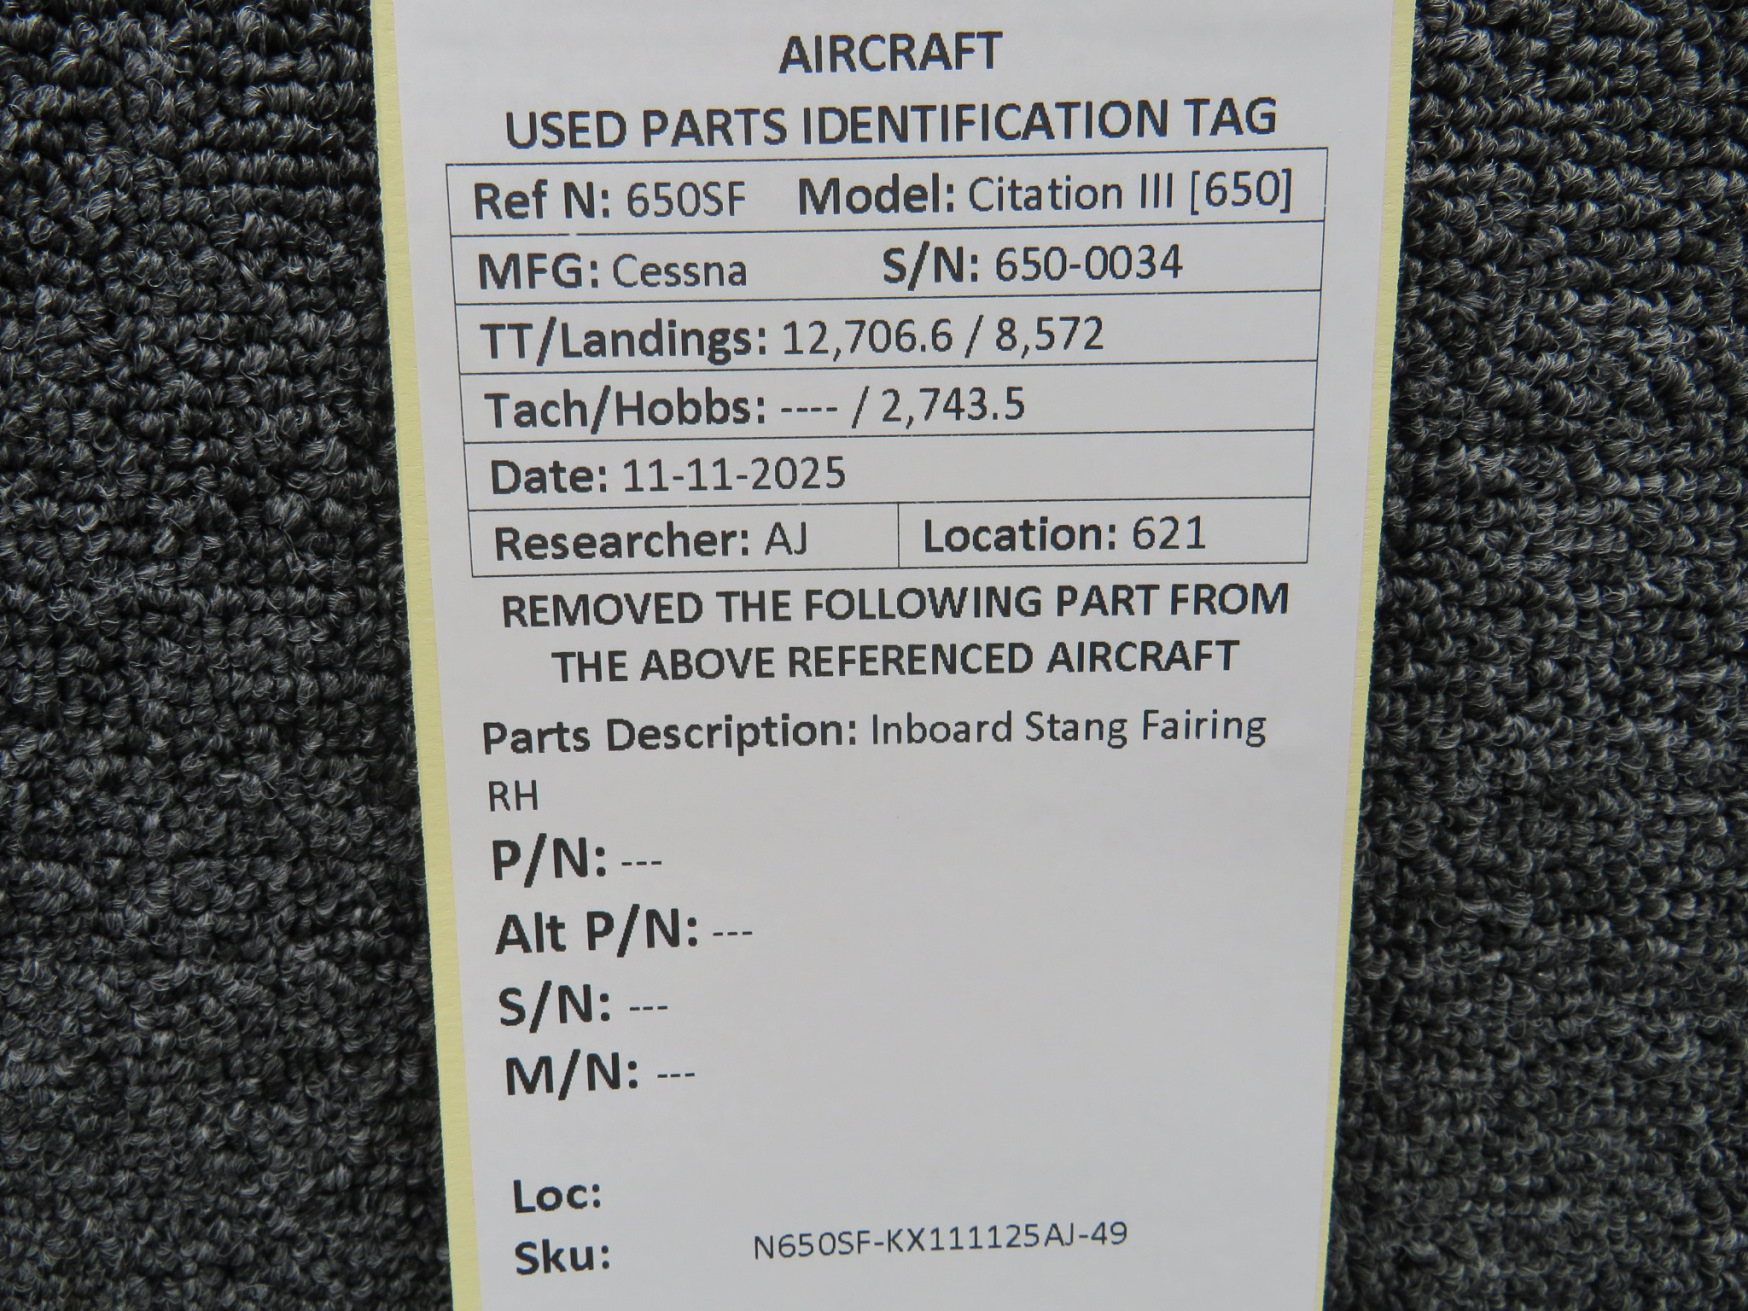 AIRCRAFT
USED PARTS IDENTIFICATION TAG
Ref N: 650SF Model: Citation III [650]
MFG: Cessna S/N: 650-0034
TT/Landings: 12,706.6 / 8,572
Tach/Hobbs: ---- / 2,743.5
Date: 11-11-2025
Researcher: AJ Location: 621
REMOVED THE FOLLOWING PART FROM
THE ABOVE REFERENCED AIRCRAFT
Parts Description: Inboard Stang Fairing
RH
P/N: ---
Alt P/N: ---
S/N: ---
M/N: ---
Loc:
Sku: N650SF-KX111125AJ-49